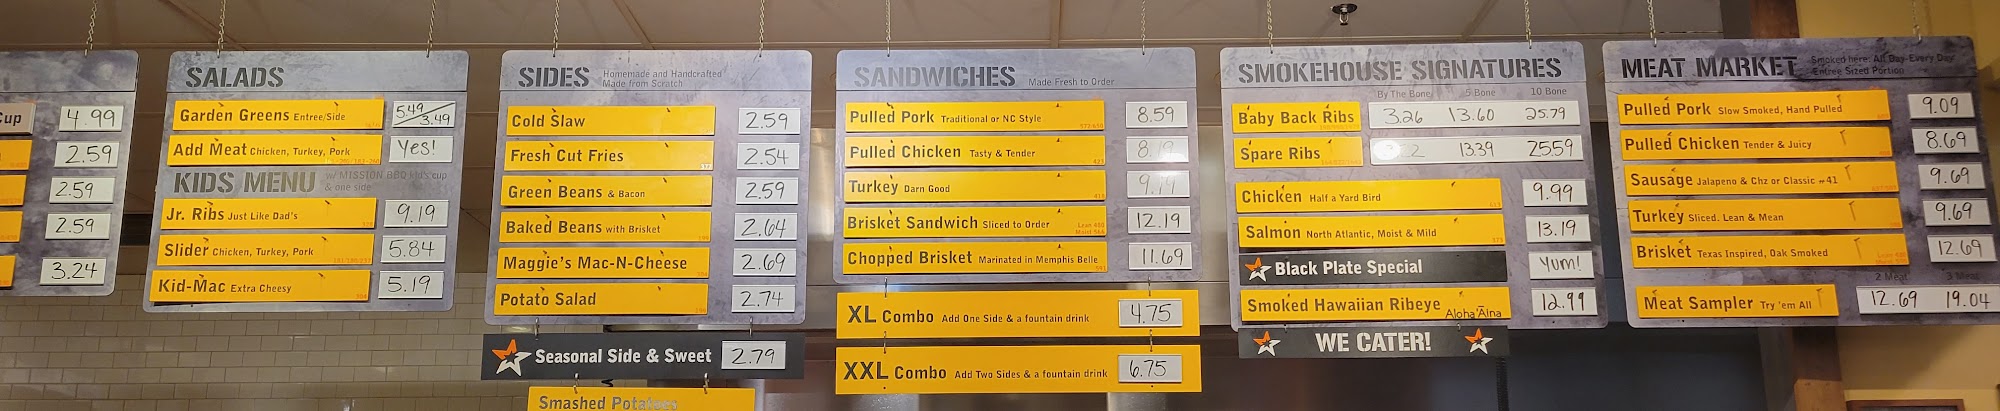 Cup 4.99
2.59
2.59
2.59
3.24
SALADS
Garden Greens Entree/Side 5.49 / 3.49
Add Meat Chicken, Turkey, Pork Yes!
KIDS MENU w/ MISSION BBQ kid's cup
& one side
Jr. Ribs Just Like Dad's 9.19
Slider Chicken, Turkey, Pork 5.84
Kid-Mac Extra Cheesy 5.19
SIDES Homemade and Handcrafted
Made from Scratch
Cold Slaw 2.59
Fresh Cut Fries 2.54
Green Beans & Bacon 2.59
Baked Beans with Brisket 2.64
Maggie's Mac-N-Cheese 2.69
Potato Salad 2.74
Seasonal Side & Sweet 2.79
Smashed Potatoes
SANDWICHES Made Fresh to Order
Pulled Pork Traditional or NC Style 8.59
Pulled Chicken Tasty & Tender
Turkey Darn Good 9.19
Brisket Sandwich Sliced to Order 12.19
Chopped Brisket Marinated in Memphis Belle 11.69
XL Combo Add One Side & a fountain drink 4.75
XXL Combo Add Two Sides & a fountain drink 6.75
SMOKEHOUSE SIGNATURES
By The Bone 5 Bone 10 Bone
Baby Back Ribs 3.26 13.60 25.79
Spare Ribs 13.39 25.59
Chicken Half a Yard Bird 9.99
Salmon North Atlantic, Moist & Mild 13.19
Black Plate Special Yum!
Smoked Hawaiian Ribeye Aloha 'Āina 12.99
WE CATER!
MEAT MARKET Smoked here: All Day-Every Day
Entree Sized Portion
Pulled Pork Slow Smoked, Hand Pulled 9.09
Pulled Chicken Tender & Juicy 8.69
Sausage Jalapeno & Chz or Classic #41 9.69
Turkey Sliced. Lean & Mean 9.69
Brisket Texas Inspired, Oak Smoked 12.69
2 Meat 3 Meat
Meat Sampler Try 'em All 12.69 19.04